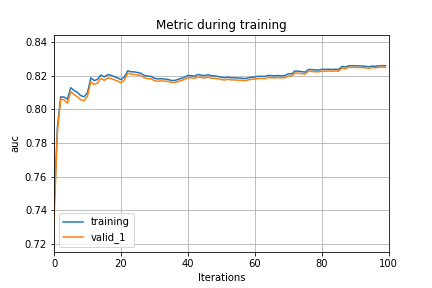 Metric during training
0.84
0.82
0.80
0.78
0.76
0.74
0.72
auc
training
valid_1
0 20 40 60 80 100
Iterations